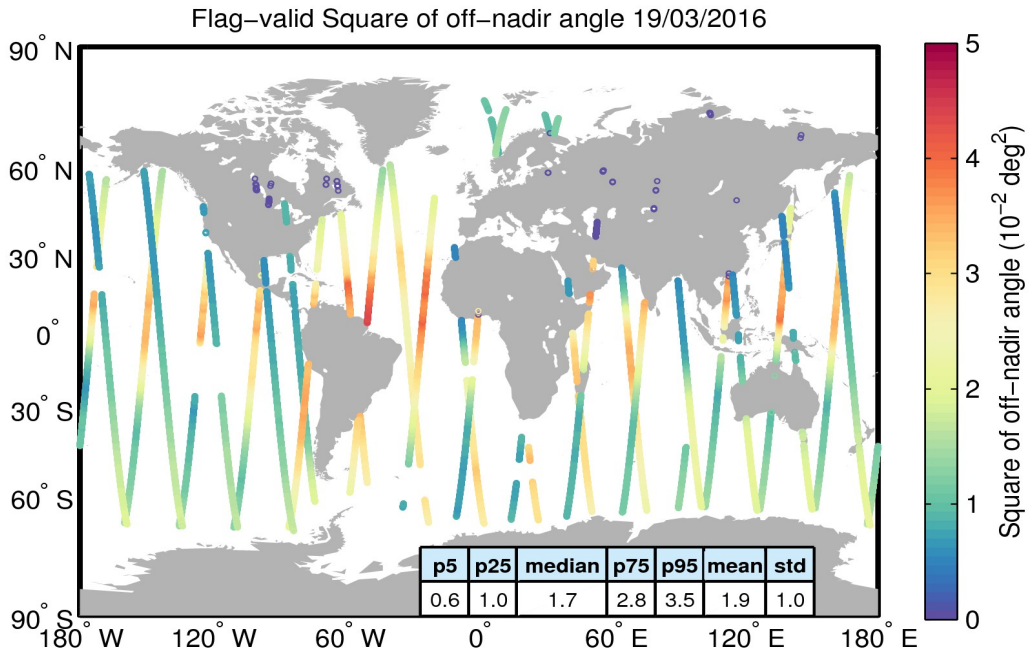 Flag−valid Square of off−nadir angle 19/03/2016
90° N
60° N
30° N
0°
30° S
60° S
90° S
180° W
120° W
60° W
0°
60° E
120° E
180° E
p5 p25 median p75 p95 mean std
0.6 1.0 1.7 2.8 3.5 1.9 1.0
5
4
3
2
1
0
Square of off−nadir angle (10⁻² deg²)